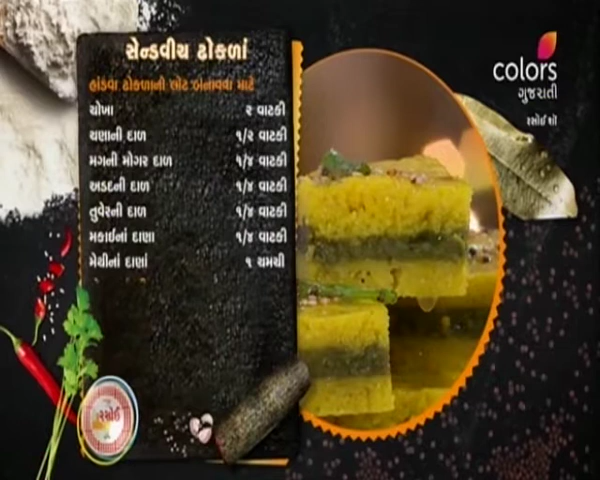 સેન્ડવીચ ઢોકળાં
હાંડવા ઢોકળાનો લોટ બનાવવા માટે
ચોખા ૨ વાટકી
ચણાની દાળ ૧/૨ વાટકી
મગની મોગર દાળ ૧/૪ વાટકી
અડદની દાળ ૧/૪ વાટકી
તુવેરની દાળ ૧/૪ વાટકી
મકાઈનાં દાણા ૧/૪ વાટકી
મેથીનાં દાણાં ૧ ચમચી
colors
ગુજરાતી
રસોઈ શો
રસોઈ